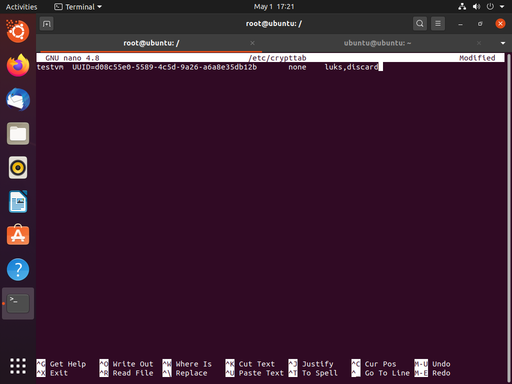 Activities Terminal May 1 17:21
root@ubuntu: /
root@ubuntu: / ubuntu@ubuntu: ~
GNU nano 4.8 /etc/crypttab Modified
testvm UUID=d08c55e0-5589-4c5d-9a26-a6a8e35db12b none luks,discard
^G Get Help ^O Write Out ^W Where Is ^K Cut Text ^J Justify ^C Cur Pos M-U Undo
^X Exit ^R Read File ^\ Replace ^U Paste Text ^T To Spell ^_ Go To Line M-E Redo